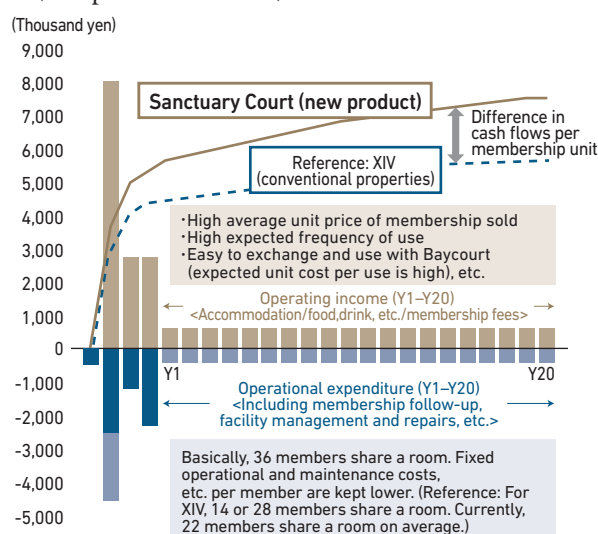 (Thousand yen)
9,000
8,000
7,000
6,000
5,000
4,000
3,000
2,000
1,000
0
-1,000
-2,000
-3,000
-4,000
-5,000
Sanctuary Court (new product)
Difference in
cash flows per
membership unit
Reference: XIV
(conventional properties)
・High average unit price of membership sold
・High expected frequency of use
・Easy to exchange and use with Baycourt
(expected unit cost per use is high), etc.
Operating income (Y1–Y20)
<Accommodation/food,drink, etc./membership fees>
Y1
Y20
Operational expenditure (Y1–Y20)
<Including membership follow-up,
facility management and repairs, etc.>
Basically, 36 members share a room. Fixed
operational and maintenance costs,
etc. per member are kept lower. (Reference: For
XIV, 14 or 28 members share a room. Currently,
22 members share a room on average.)